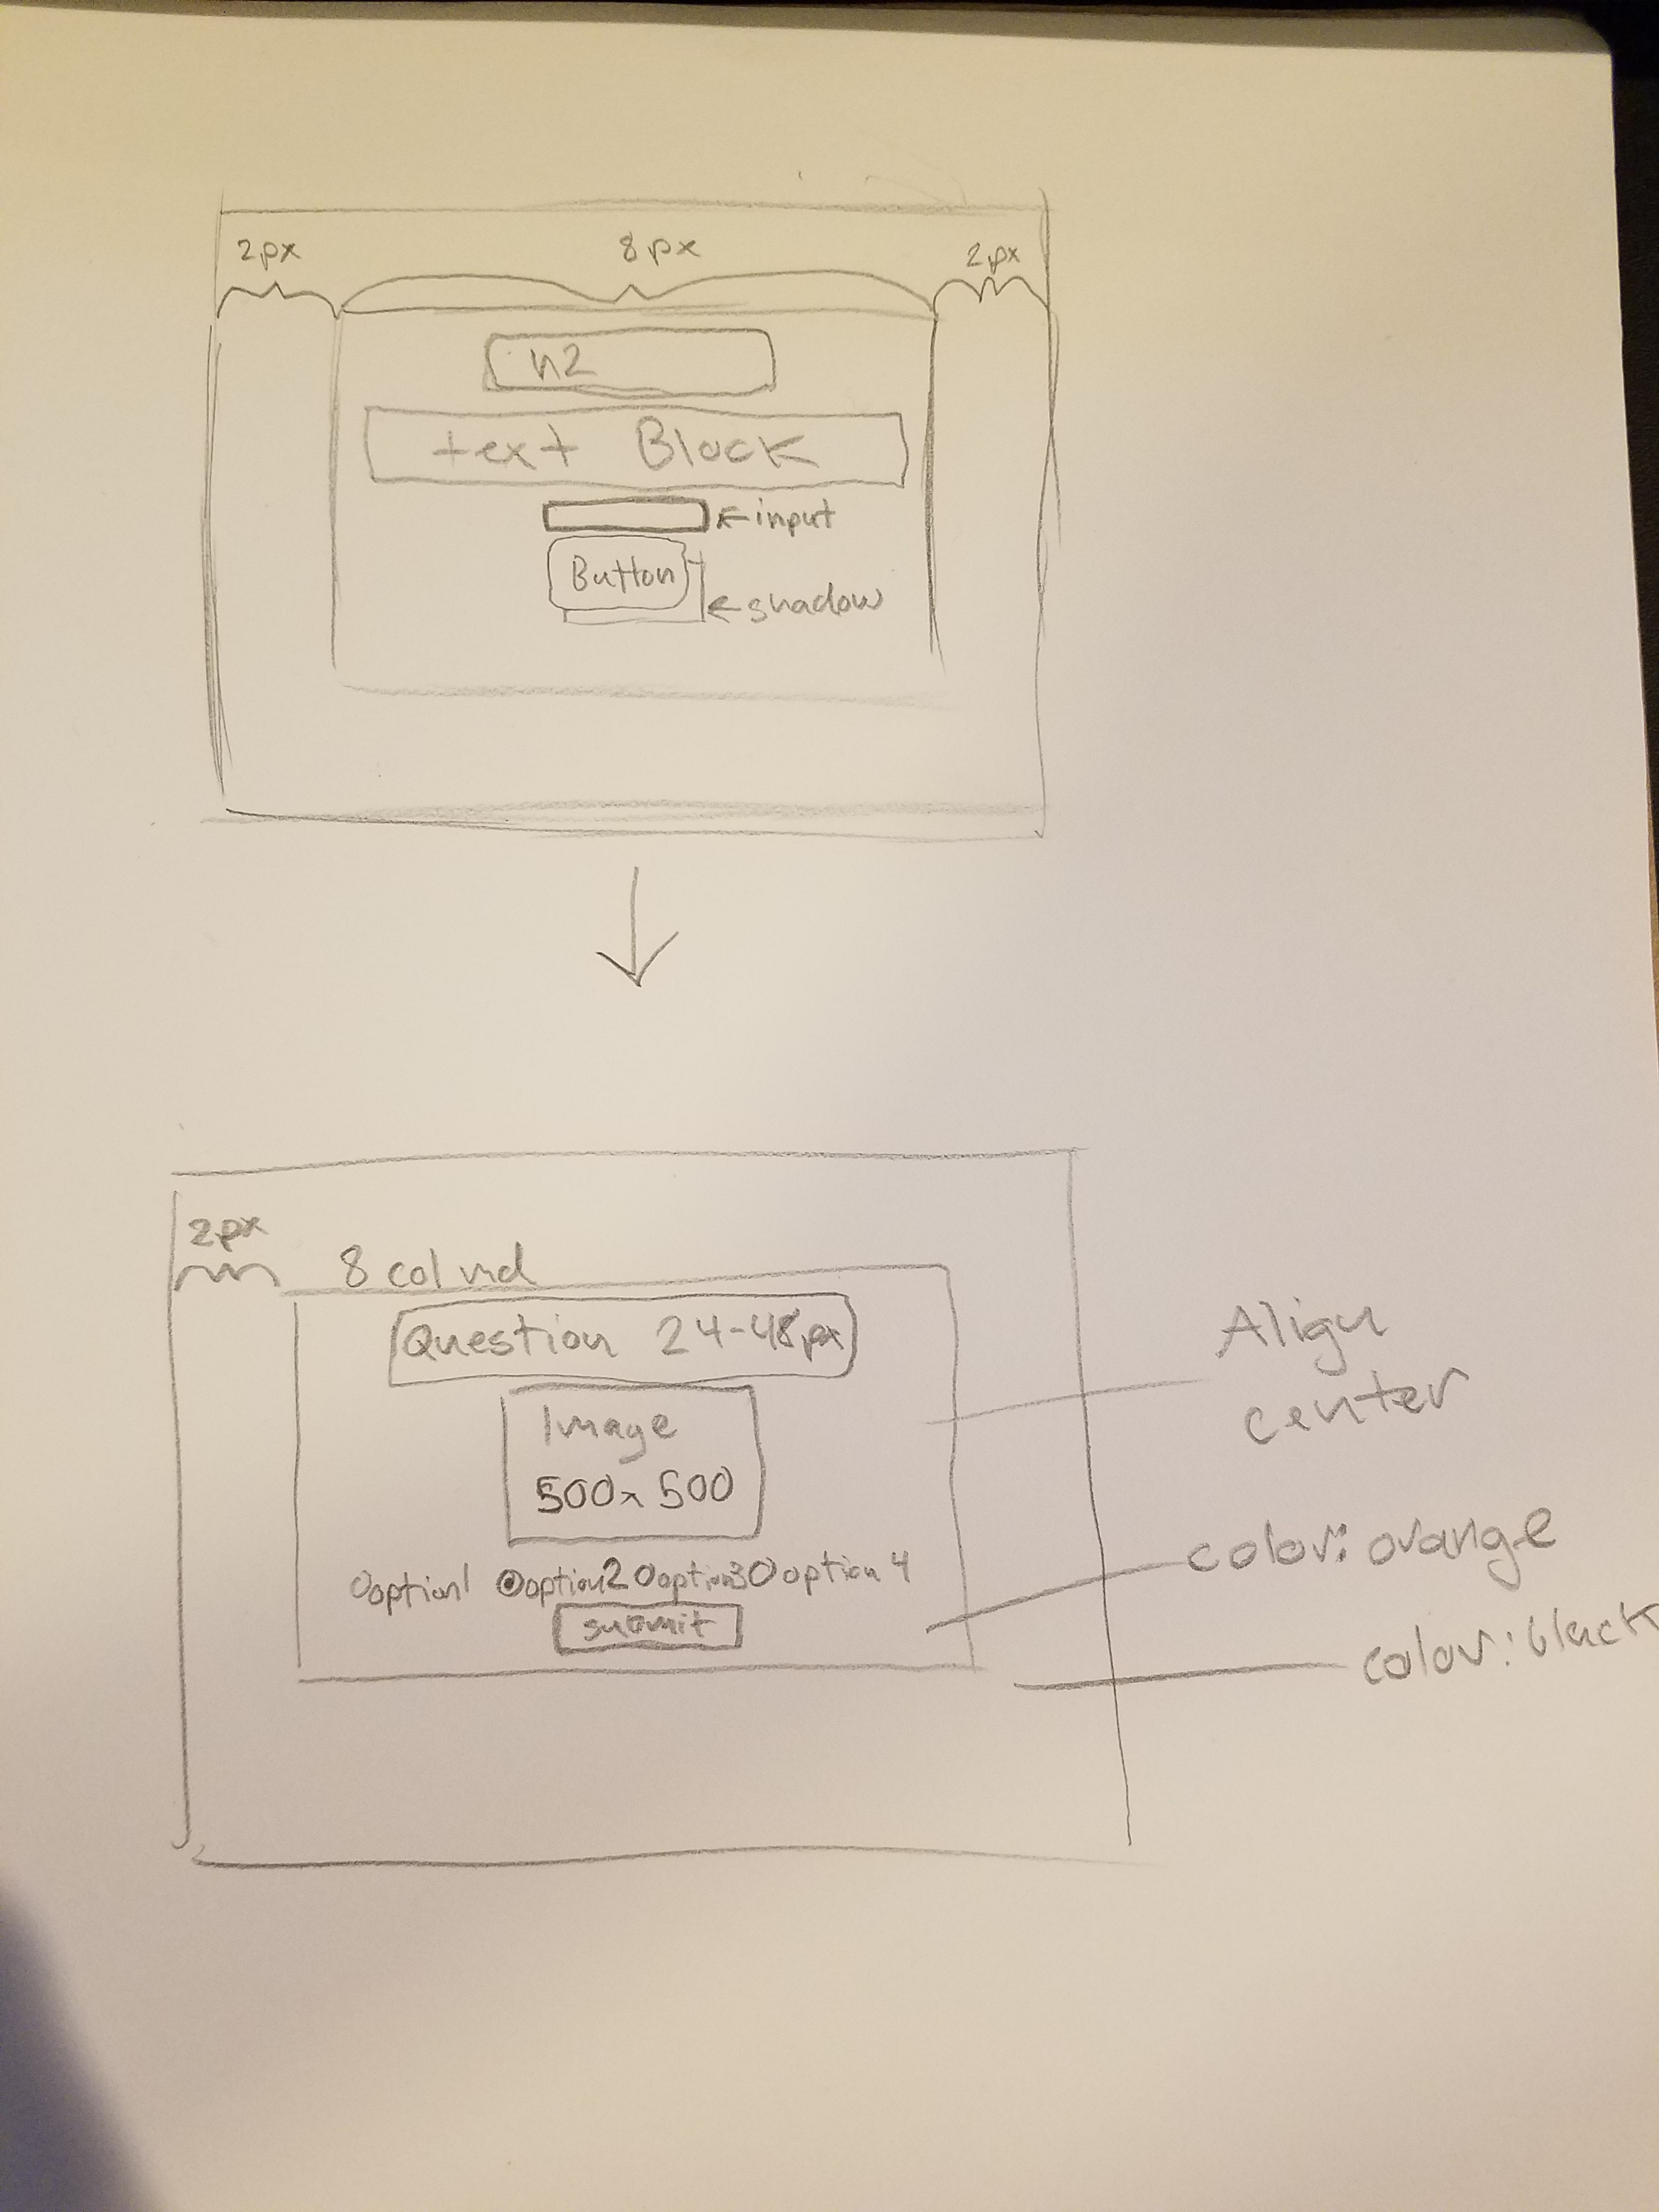 2px 8px 2px
h2
text Block
←input
Button
←shadow
2px
8 col md
Question 24-48px
Image
500x500
option1 option2 option3 option 4
submit
Align
center
color: orange
color: black